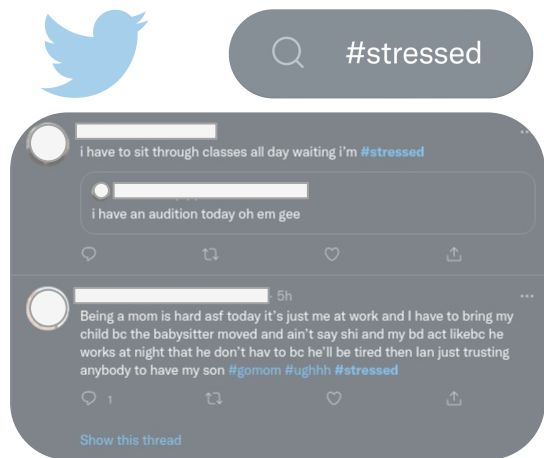 #stressed
i have to sit through classes all day waiting i'm #stressed
i have an audition today oh em gee
· 5h
Being a mom is hard asf today it's just me at work and I have to bring my
child bc the babysitter moved and ain't say shi and my bd act likebc he
works at night that he don't hav to bc he'll be tired then Ian just trusting
anybody to have my son #gomom #ughhh #stressed
1
Show this thread